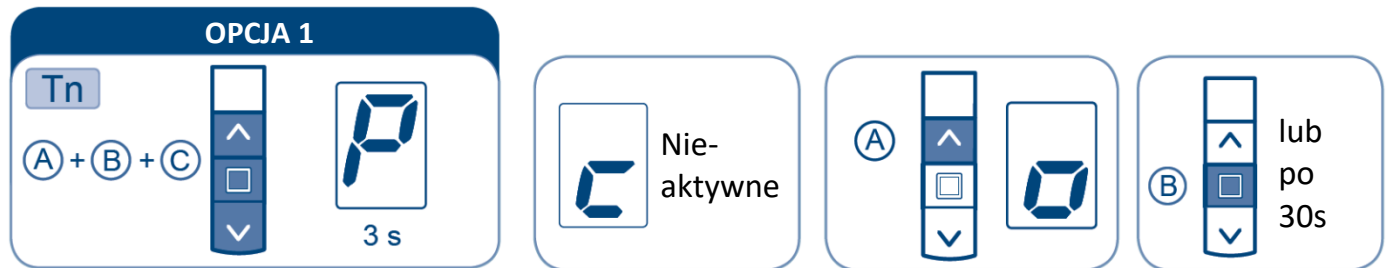 OPCJA 1
Tn
A + B + C
P
3 s
c
Nie-
aktywne
A
o
B
lub
po
30s